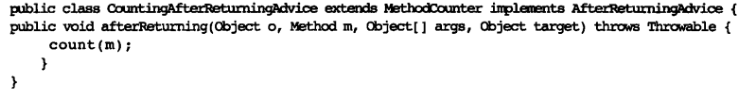 public class CountingAfterReturningAdvice extends MethodCounter implements AfterReturningAdvice {
public void afterReturning(Object o, Method m, Object[] args, Object target) throws Throwable {
count(m);
}
}